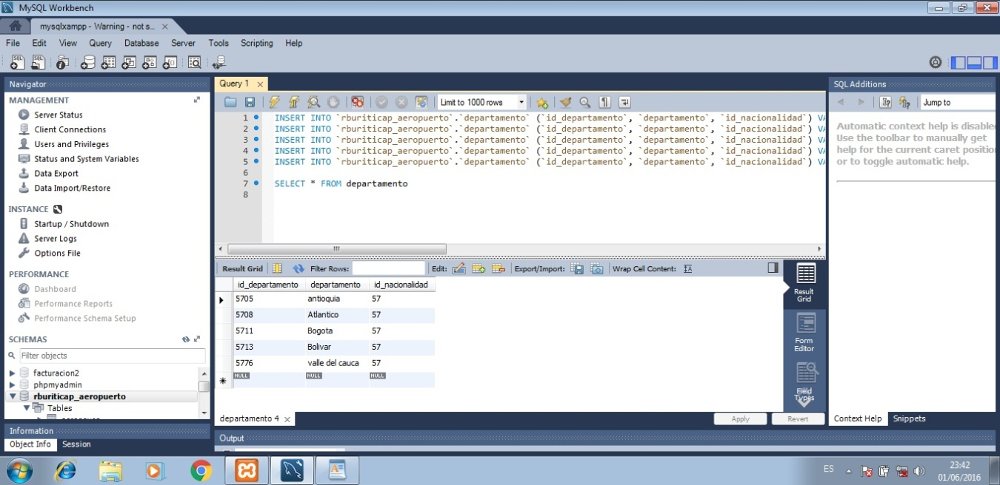 MySQL Workbench
mysqlxampp - Warning - not s...
File Edit View Query Database Server Tools Scripting Help
Navigator
MANAGEMENT
Server Status
Client Connections
Users and Privileges
Status and System Variables
Data Export
Data Import/Restore
INSTANCE
Startup / Shutdown
Server Logs
Options File
PERFORMANCE
Dashboard
Performance Reports
Performance Schema Setup
SCHEMAS
Filter objects
facturacion2
phpmyadmin
rburiticap_aeropuerto
Tables
Information
Object Info Session
Query 1
Limit to 1000 rows
1 INSERT INTO `rburiticap_aeropuerto`.`departamento` (`id_departamento`, `departamento`, `id_nacionalidad`) VA
2 INSERT INTO `rburiticap_aeropuerto`.`departamento` (`id_departamento`, `departamento`, `id_nacionalidad`) VA
3 INSERT INTO `rburiticap_aeropuerto`.`departamento` (`id_departamento`, `departamento`, `id_nacionalidad`) VA
4 INSERT INTO `rburiticap_aeropuerto`.`departamento` (`id_departamento`, `departamento`, `id_nacionalidad`) VA
5 INSERT INTO `rburiticap_aeropuerto`.`departamento` (`id_departamento`, `departamento`, `id_nacionalidad`) VA
6
7 SELECT * FROM departamento
8
Result Grid Filter Rows: Edit: Export/Import: Wrap Cell Content:
id_departamento departamento id_nacionalidad
5705 antioquia 57
5708 Atlantico 57
5711 Bogota 57
5713 Bolivar 57
5776 valle del cauca 57
NULL NULL NULL
Result
Grid
Form
Editor
Field
Types
departamento 4
Apply Revert
Output
SQL Additions
Jump to
Automatic context help is disabled
Use the toolbar to manually get
help for the current caret position
or to toggle automatic help.
Context Help Snippets
ES
23:42
01/06/2016